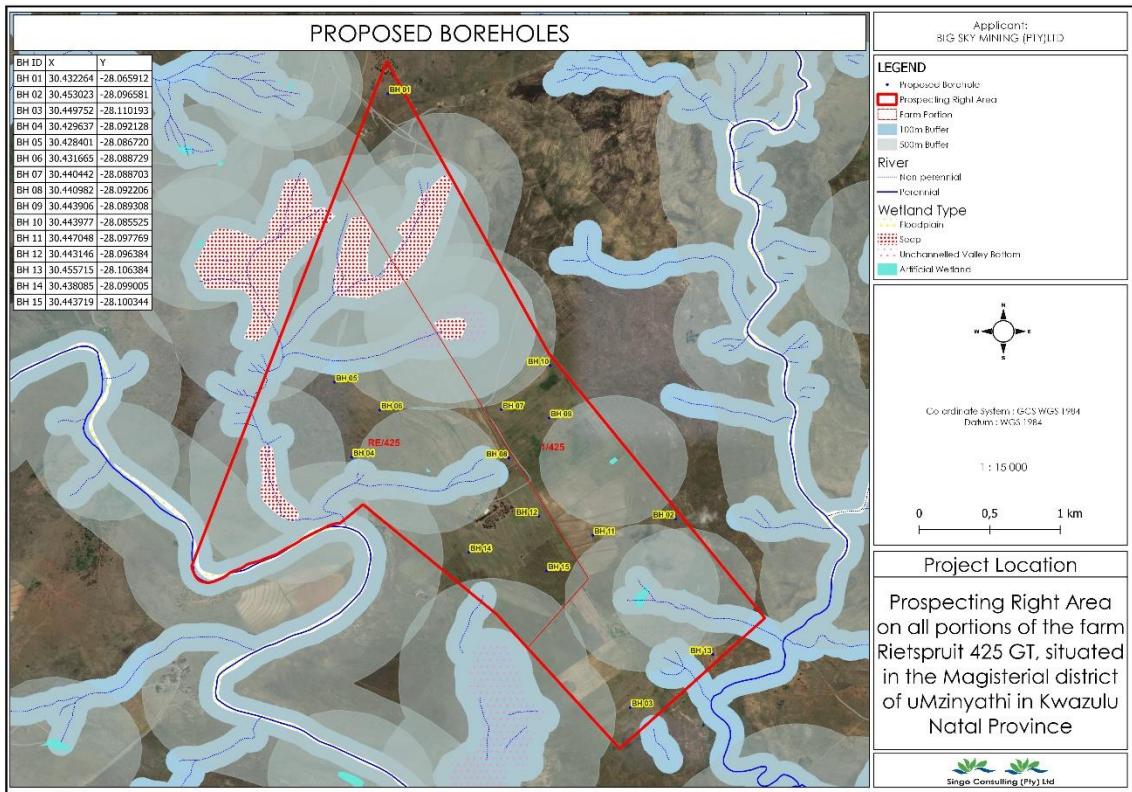 PROPOSED BOREHOLES
BH ID X Y
BH 01 30.432264 -28.065912
BH 02 30.453023 -28.096581
BH 03 30.449752 -28.110193
BH 04 30.429637 -28.092128
BH 05 30.428401 -28.086720
BH 06 30.431665 -28.088729
BH 07 30.440442 -28.088703
BH 08 30.440982 -28.092206
BH 09 30.443906 -28.089308
BH 10 30.443977 -28.085525
BH 11 30.447048 -28.097769
BH 12 30.443146 -28.096384
BH 13 30.455715 -28.106384
BH 14 30.438085 -28.099005
BH 15 30.443719 -28.100344
BH 01
BH 10
BH 05
BH 06
BH 07
BH 09
RE/425
1/425
BH 04
BH 08
BH 12
BH 02
BH 11
BH 14
BH 15
BH 13
BH 03
Applicant:
BIG SKY MINING (PTY)LTD
LEGEND
Proposed Borehole
Prospecting Right Area
Farm Portion
100m Buffer
500m Buffer
River
Non perennial
Perennial
Wetland Type
Floodplain
Seep
Unchannelled Valley Bottom
Artificial Wetland
N
W E
S
Co ordinate System : GCS WGS 1984
Datum : WGS 1984
1 : 15 000
0 0,5 1 km
Project Location
Prospecting Right Area
on all portions of the farm
Rietspruit 425 GT, situated
in the Magisterial district
of uMzinyathi in Kwazulu
Natal Province
Singo Consulting (Pty) Ltd